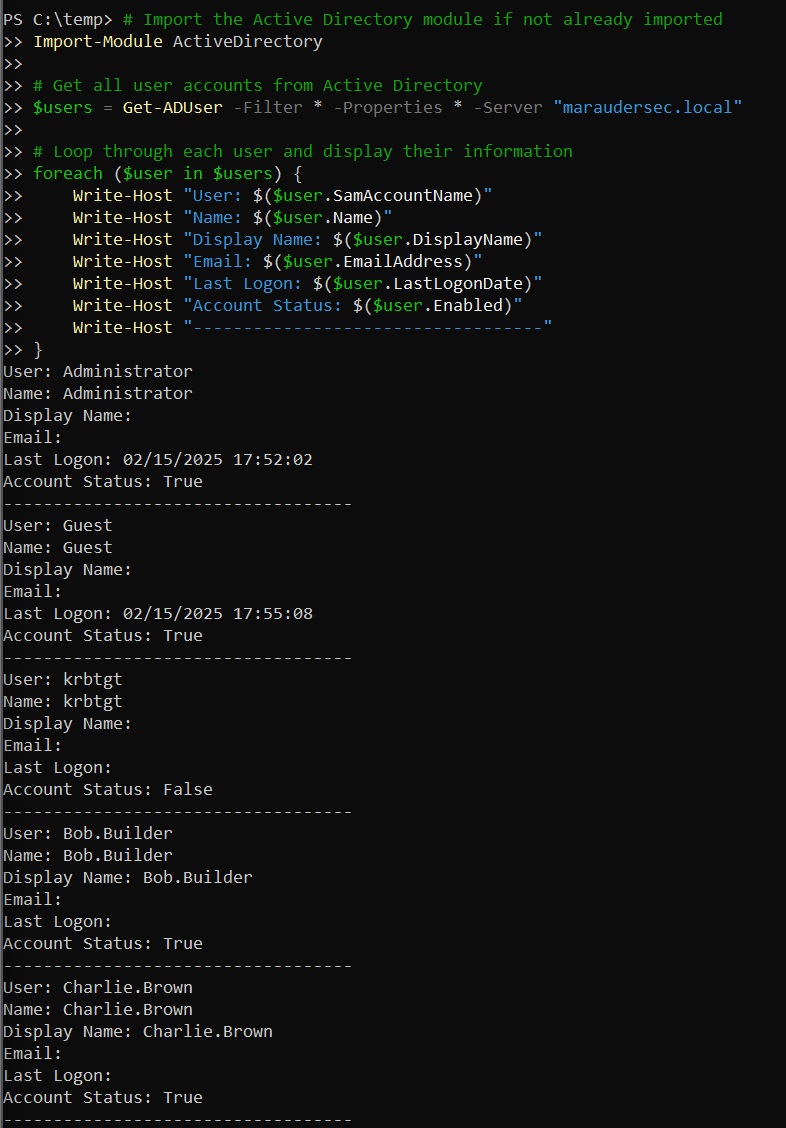 PS C:\temp> # Import the Active Directory module if not already imported
>> Import-Module ActiveDirectory
>>
>> # Get all user accounts from Active Directory
>> $users = Get-ADUser -Filter * -Properties * -Server "maraudersec.local"
>>
>> # Loop through each user and display their information
>> foreach ($user in $users) {
>>     Write-Host "User: $($user.SamAccountName)"
>>     Write-Host "Name: $($user.Name)"
>>     Write-Host "Display Name: $($user.DisplayName)"
>>     Write-Host "Email: $($user.EmailAddress)"
>>     Write-Host "Last Logon: $($user.LastLogonDate)"
>>     Write-Host "Account Status: $($user.Enabled)"
>>     Write-Host "-----------------------------------"
>> }
User: Administrator
Name: Administrator
Display Name:
Email:
Last Logon: 02/15/2025 17:52:02
Account Status: True
-----------------------------------
User: Guest
Name: Guest
Display Name:
Email:
Last Logon: 02/15/2025 17:55:08
Account Status: True
-----------------------------------
User: krbtgt
Name: krbtgt
Display Name:
Email:
Last Logon:
Account Status: False
-----------------------------------
User: Bob.Builder
Name: Bob.Builder
Display Name: Bob.Builder
Email:
Last Logon:
Account Status: True
-----------------------------------
User: Charlie.Brown
Name: Charlie.Brown
Display Name: Charlie.Brown
Email:
Last Logon:
Account Status: True
-----------------------------------